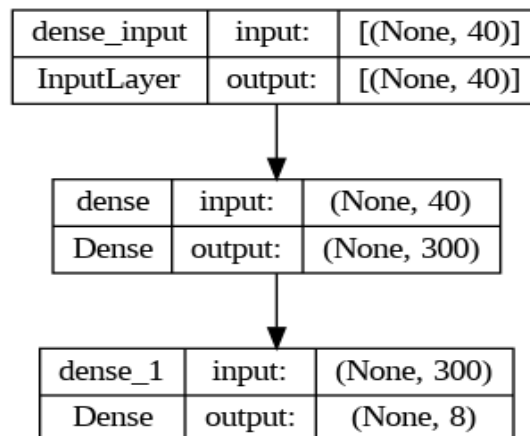 dense_input input: [(None, 40)]
InputLayer output: [(None, 40)]
dense input: (None, 40)
Dense output: (None, 300)
dense_1 input: (None, 300)
Dense output: (None, 8)